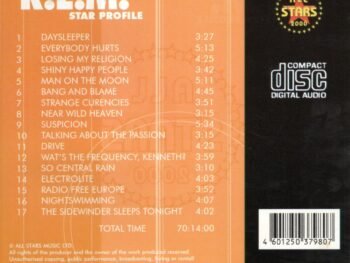 R.E.M.
STAR PROFILE
ALL
STARS
2000
1 DAYSLEEPER 3:27
2 EVERYBODY HURTS 5:13
3 LOSING MY RELIGION 4:25
4 SHINY HAPPY PEOPLE 3:41
5 MAN ON THE MOON 5:10
6 BANG AND BLAME 4:45
7 STRANGE CURENCIES 3:51
8 NEAR WILD HEAVEN 3:15
9 SUSPICION 5:34
10 TALKING ABOUT THE PASSION 3:15
11 DRIVE 4:23
12 WAT'S THE FREQUENCY, KENNETH 3:59
13 SO CENTRAL RAIN 3:10
14 ELECTROLITE 4:03
15 RADIO FREE EUROPE 3:52
16 NIGHTSWIMMING 4:07
17 THE SIDEWINDER SLEEPS TONIGHT 4:02
TOTAL TIME 70:14:00
COMPACT
disc
DIGITAL AUDIO
© ALL STARS MUSIC LTD.
All rights of the producer and the owner of the work produced reserved.
Unauthorised copying, public performance, broadcasting, hiring or rental
4 601250 379807